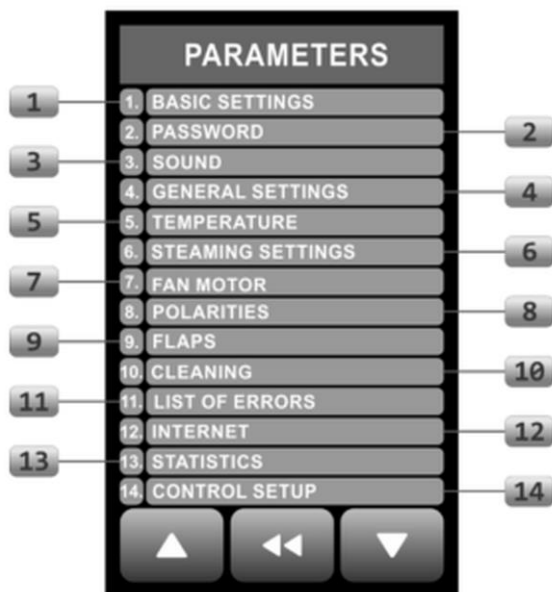 PARAMETERS
1 1. BASIC SETTINGS
2. PASSWORD 2
3 3. SOUND
4. GENERAL SETTINGS 4
5 5. TEMPERATURE
6. STEAMING SETTINGS 6
7 7. FAN MOTOR
8. POLARITIES 8
9 9. FLAPS
10. CLEANING 10
11 11. LIST OF ERRORS
12. INTERNET 12
13 13. STATISTICS
14. CONTROL SETUP 14